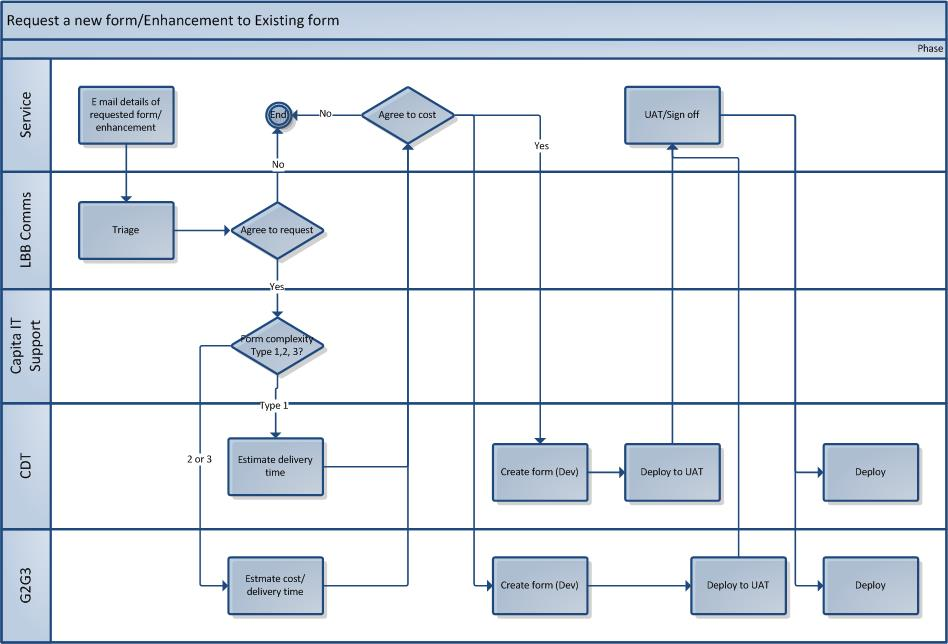 Request a new form/Enhancement to Existing form
Phase
Service
E mail details of
requested form/
enhancement
End
No
Agree to cost
Yes
UAT/Sign off
No
LBB Comms
Triage
Agree to request
Yes
Capita IT
Support
Form complexity
Type 1,2, 3?
Type 1
2 or 3
CDT
Estimate delivery
time
Create form (Dev)
Deploy to UAT
Deploy
G2G3
Estmate cost/
delivery time
Create form (Dev)
Deploy to UAT
Deploy